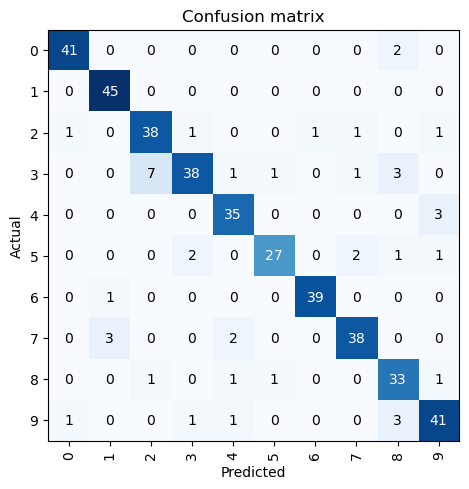 Confusion matrix
Actual
0 41 0 0 0 0 0 0 0 2 0
1 0 45 0 0 0 0 0 0 0 0
2 1 0 38 1 0 0 1 1 0 1
3 0 0 7 38 1 1 0 1 3 0
4 0 0 0 0 35 0 0 0 0 3
5 0 0 0 2 0 27 0 2 1 1
6 0 1 0 0 0 0 39 0 0 0
7 0 3 0 0 2 0 0 38 0 0
8 0 0 1 0 1 1 0 0 33 1
9 1 0 0 1 1 0 0 0 3 41
0 1 2 3 4 5 6 7 8 9
Predicted